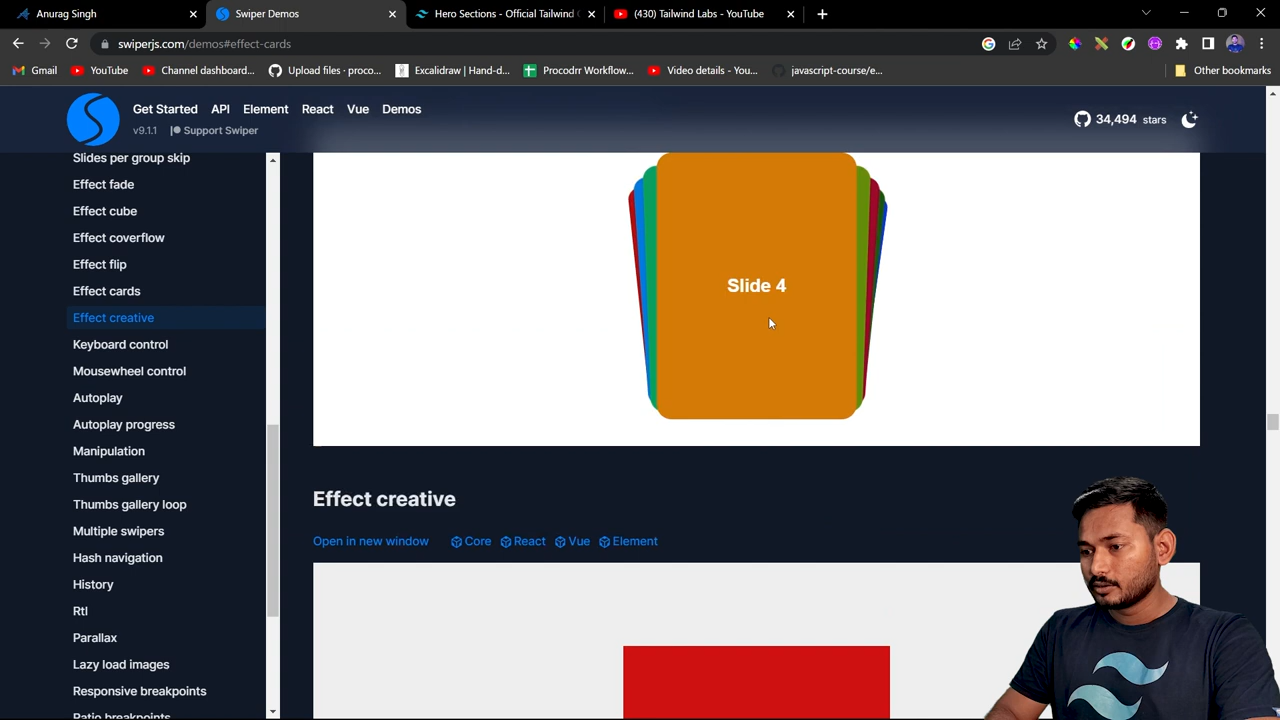 Anurag Singh
Swiper Demos
Hero Sections - Official Tailwind
(430) Tailwind Labs - YouTube
swiperjs.com/demos#effect-cards
Gmail
YouTube
Channel dashboard...
Upload files · proco...
Excalidraw | Hand-d...
Procodrr Workflow...
Video details - You...
javascript-course/e...
Other bookmarks
Get Started API Element React Vue Demos
v9.1.1 Support Swiper
34,494 stars
Slides per group skip
Effect fade
Effect cube
Effect coverflow
Effect flip
Effect cards
Effect creative
Keyboard control
Mousewheel control
Autoplay
Autoplay progress
Manipulation
Thumbs gallery
Thumbs gallery loop
Multiple swipers
Hash navigation
History
Rtl
Parallax
Lazy load images
Responsive breakpoints
Ratio breakpoints
Slide 4
Effect creative
Open in new window Core React Vue Element